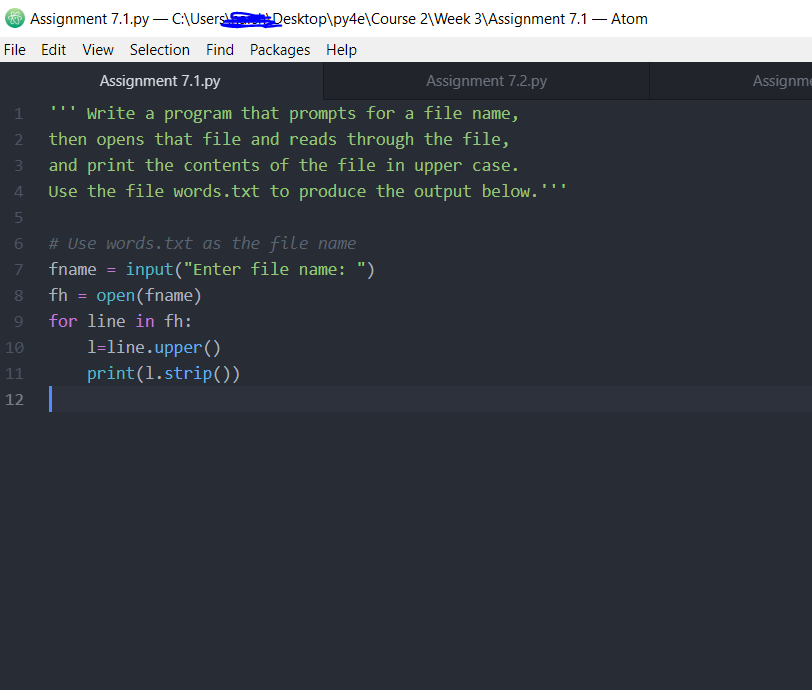 Assignment 7.1.py — C:\Users\ \Desktop\py4e\Course 2\Week 3\Assignment 7.1 — Atom
File Edit View Selection Find Packages Help
Assignment 7.1.py Assignment 7.2.py Assignme
1 ''' Write a program that prompts for a file name,
2 then opens that file and reads through the file,
3 and print the contents of the file in upper case.
4 Use the file words.txt to produce the output below.'''
5
6 # Use words.txt as the file name
7 fname = input("Enter file name: ")
8 fh = open(fname)
9 for line in fh:
10     l=line.upper()
11     print(l.strip())
12